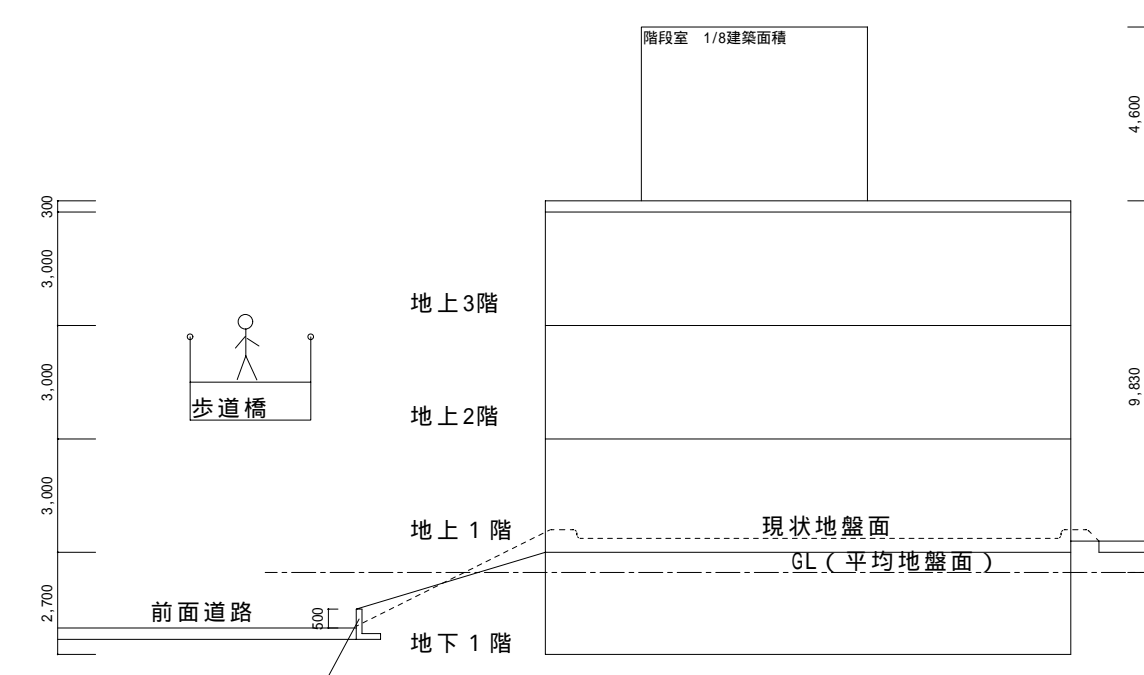 階段室 1/8建築面積
4,600
300
3,000
地上3階
3,000
9,830
歩道橋
地上2階
3,000
地上1階
現状地盤面
GL(平均地盤面)
2,700
前面道路
500
地下1階